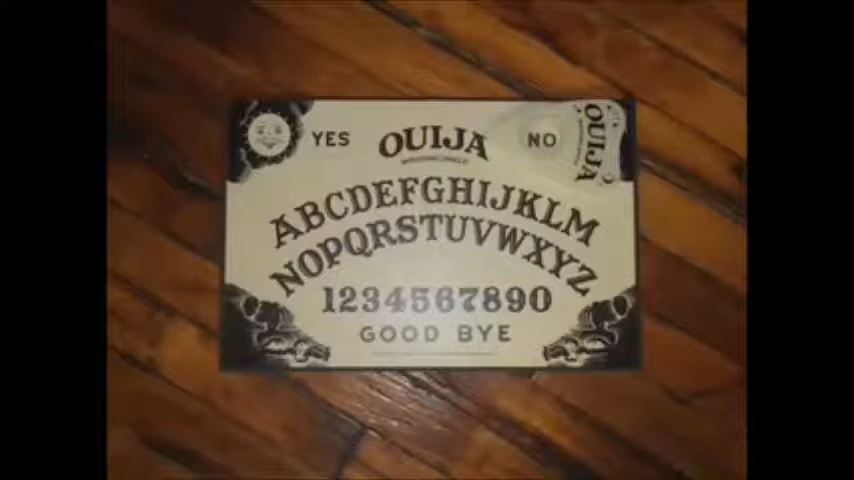 YES OUIJA NO
OUIJA
ABCDEFGHIJKLM
NOPQRSTUVWXYZ
1234567890
GOOD BYE